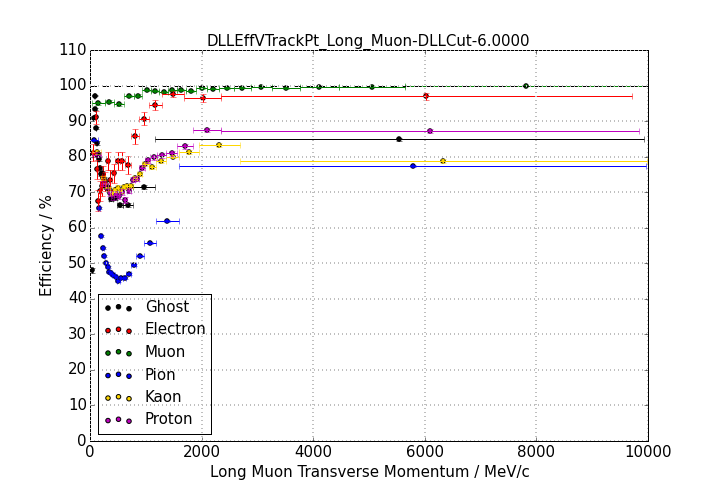 DLLEffVTrackPt_Long_Muon-DLLCut-6.0000
110
100
90
80
70
60
50
40
30
20
10
0
Efficiency / %
Ghost
Electron
Muon
Pion
Kaon
Proton
0 2000 4000 6000 8000 10000
Long Muon Transverse Momentum / MeV/c